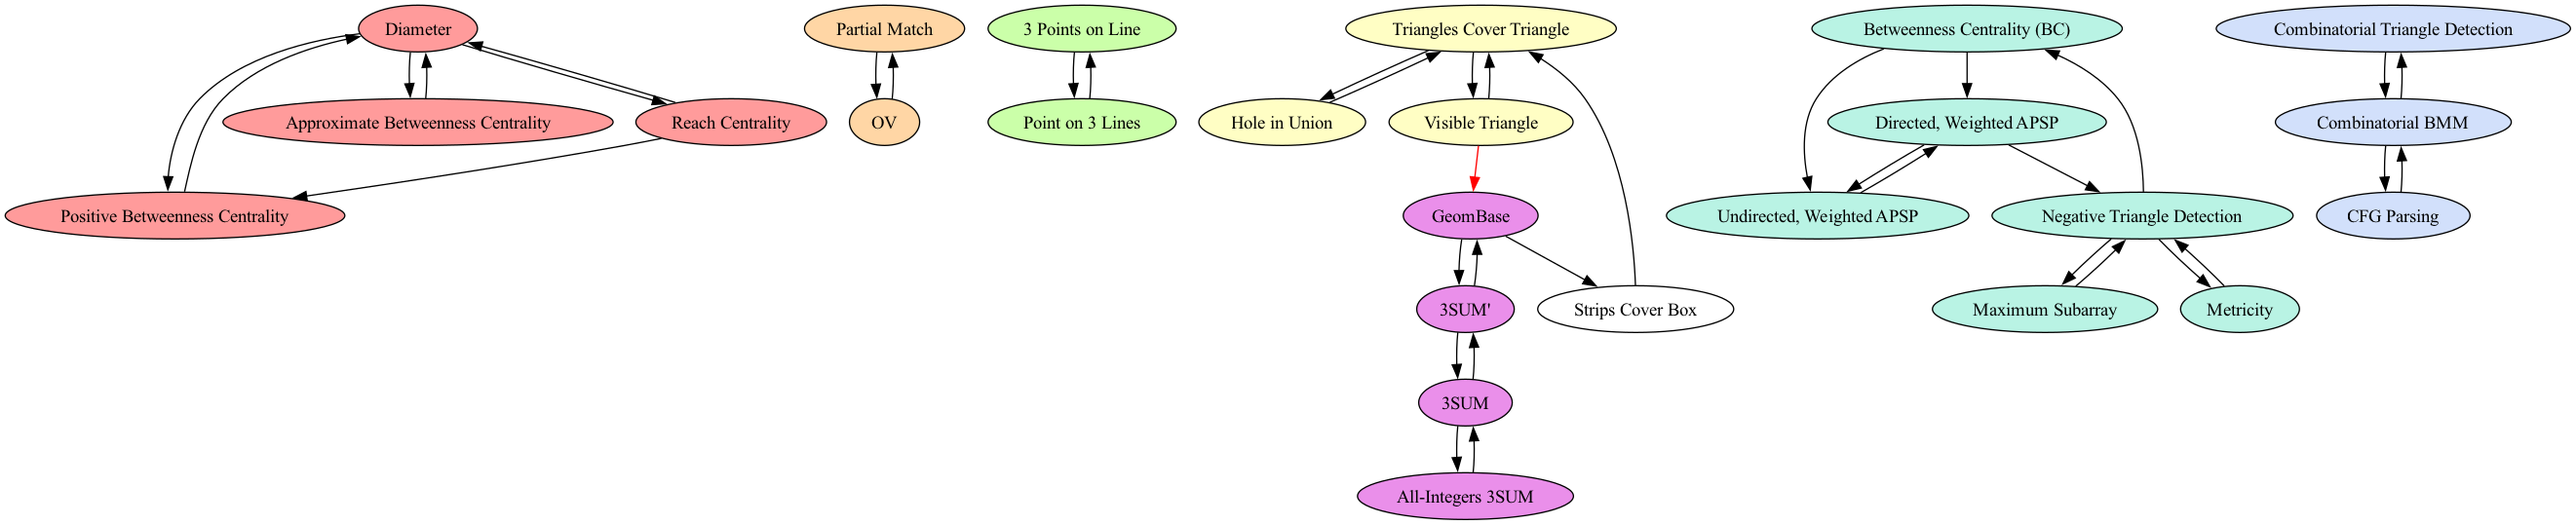 Diameter
Partial Match
3 Points on Line
Triangles Cover Triangle
Betweenness Centrality (BC)
Combinatorial Triangle Detection
Approximate Betweenness Centrality
Reach Centrality
OV
Point on 3 Lines
Hole in Union
Visible Triangle
Directed, Weighted APSP
Combinatorial BMM
Positive Betweenness Centrality
GeomBase
Undirected, Weighted APSP
Negative Triangle Detection
CFG Parsing
3SUM'
Strips Cover Box
Maximum Subarray
Metricity
3SUM
All-Integers 3SUM